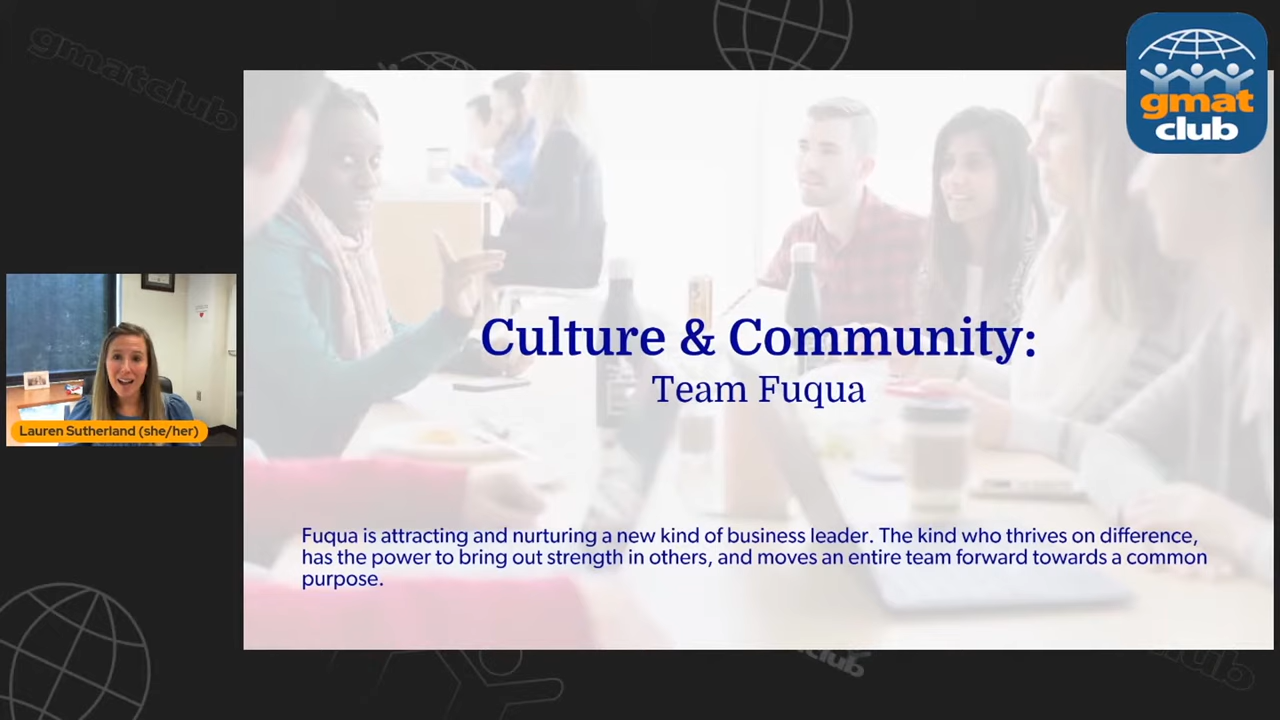 gmatclub
gmat
club
Culture & Community:
Team Fuqua
Lauren Sutherland (she/her)
Fuqua is attracting and nurturing a new kind of business leader. The kind who thrives on difference,
has the power to bring out strength in others, and moves an entire team forward towards a common
purpose.
club